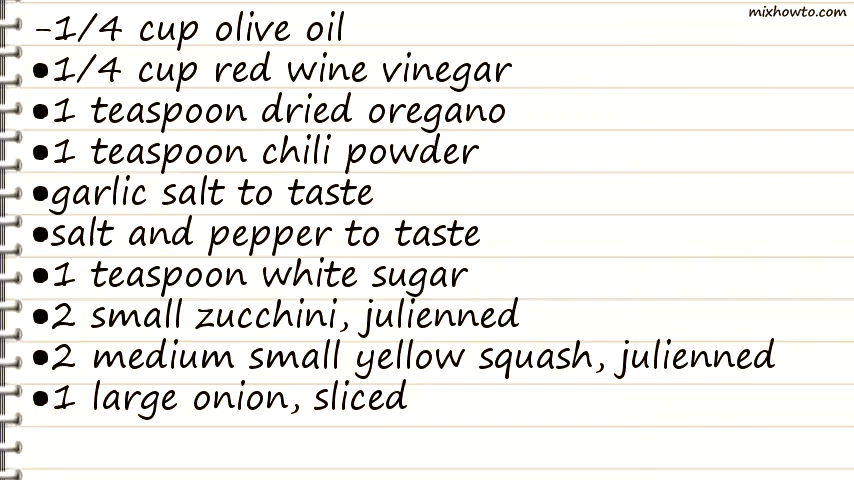 mixhowto.com
-1/4 cup olive oil
●1/4 cup red wine vinegar
●1 teaspoon dried oregano
●1 teaspoon chili powder
●garlic salt to taste
●salt and pepper to taste
●1 teaspoon white sugar
●2 small zucchini, julienned
●2 medium small yellow squash, julienned
●1 large onion, sliced